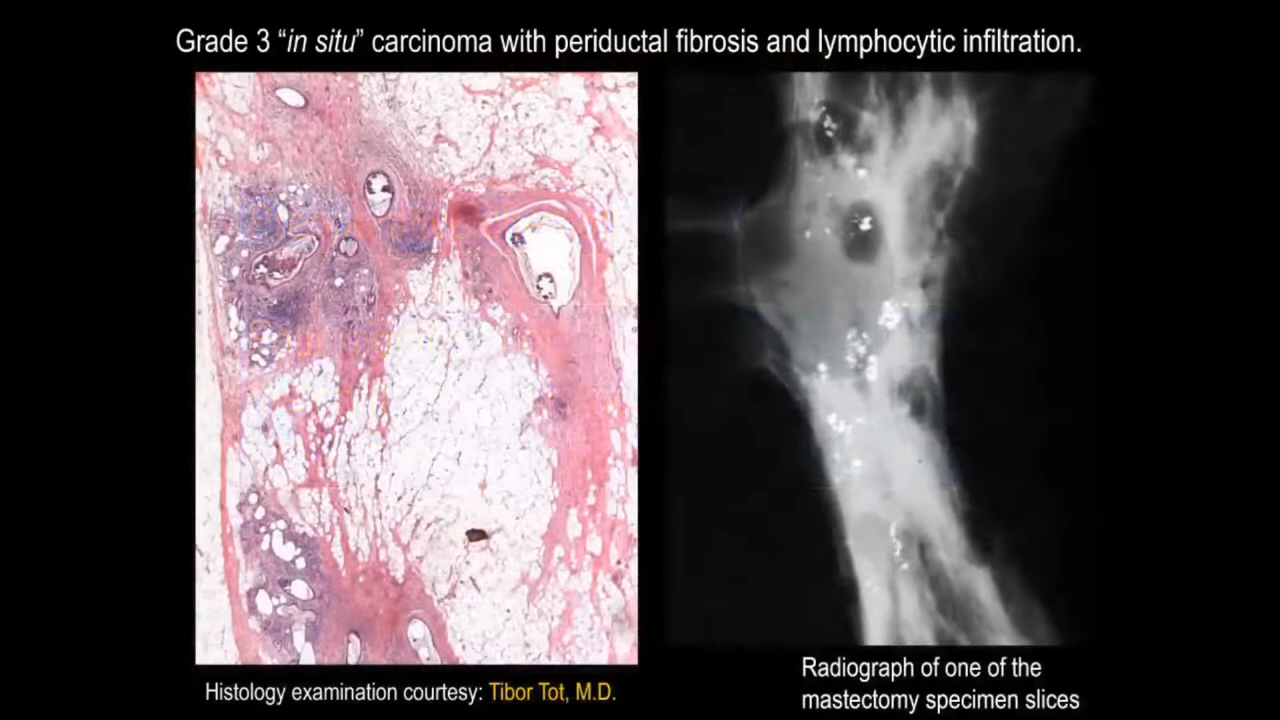 Grade 3 “in situ” carcinoma with periductal fibrosis and lymphocytic infiltration.
Histology examination courtesy: Tibor Tot, M.D.
Radiograph of one of the
mastectomy specimen slices